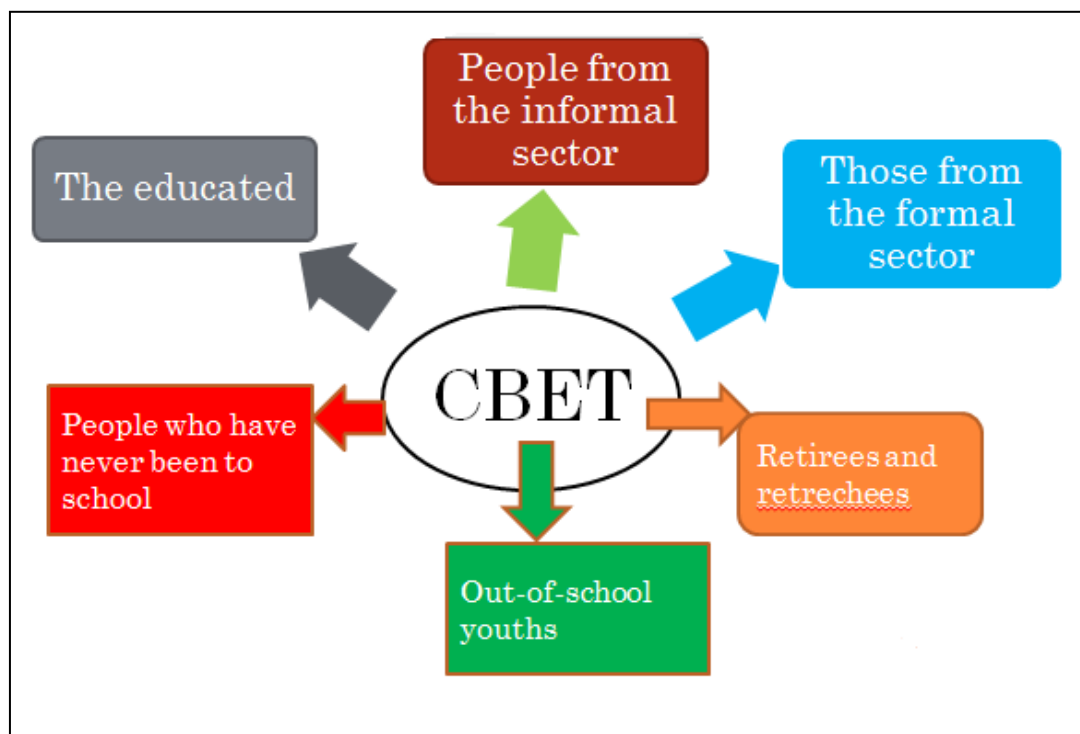 People from
the informal
sector
The educated
Those from
the formal
sector
CBET
People who have
never been to
school
Retirees and
retrechees
Out-of-school
youths